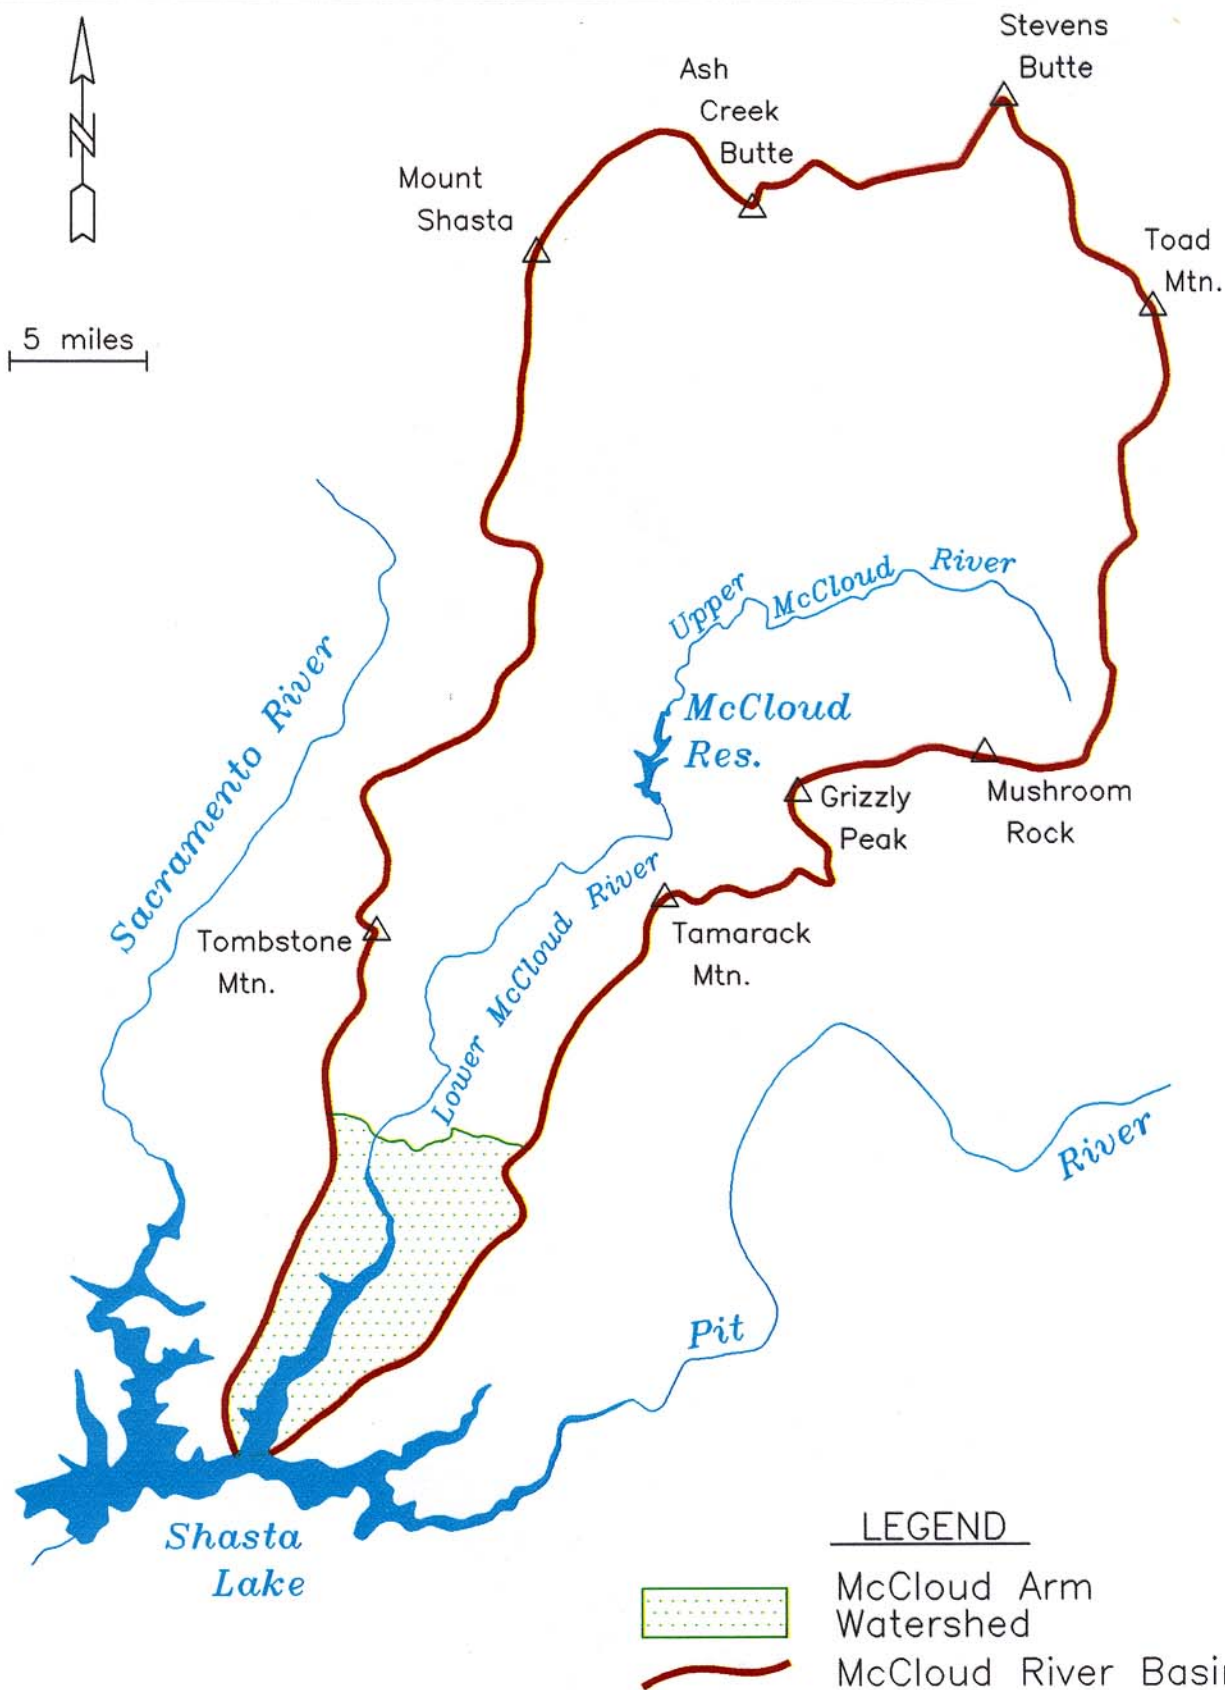 N
5 miles
Stevens
Butte
Ash
Creek
Butte
Mount
Shasta
Toad
Mtn.
Upper McCloud River
McCloud
Res.
Sacramento River
Grizzly
Peak
Mushroom
Rock
Lower McCloud River
Tombstone
Mtn.
Tamarack
Mtn.
Pit River
Shasta
Lake
LEGEND
McCloud Arm
Watershed
McCloud River Basin